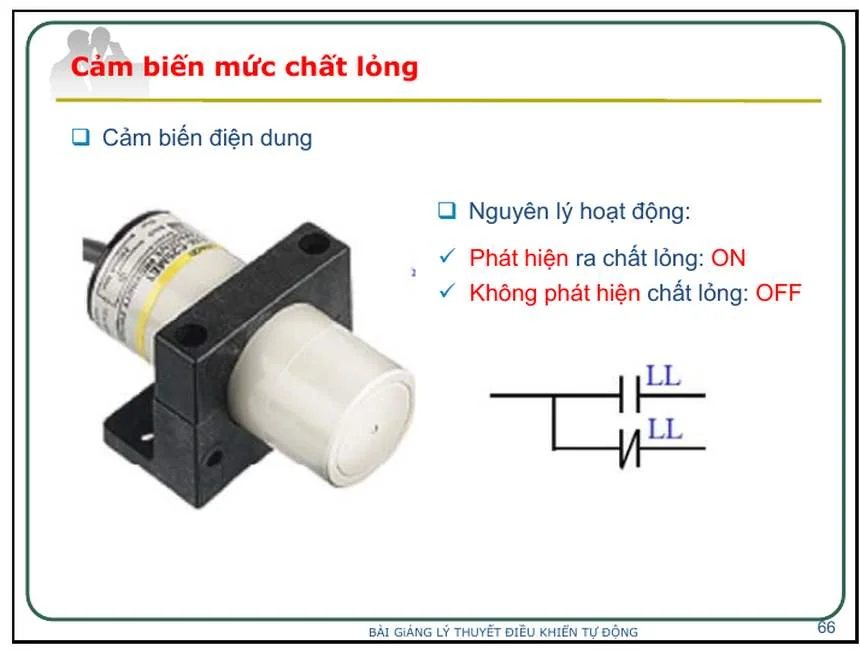 Cảm biến mức chất lỏng
Cảm biến điện dung
Nguyên lý hoạt động:
Phát hiện ra chất lỏng: ON
Không phát hiện chất lỏng: OFF
LL
LL
BÀI GiẢNG LÝ THUYẾT ĐIỀU KHIỂN TỰ ĐỘNG
66